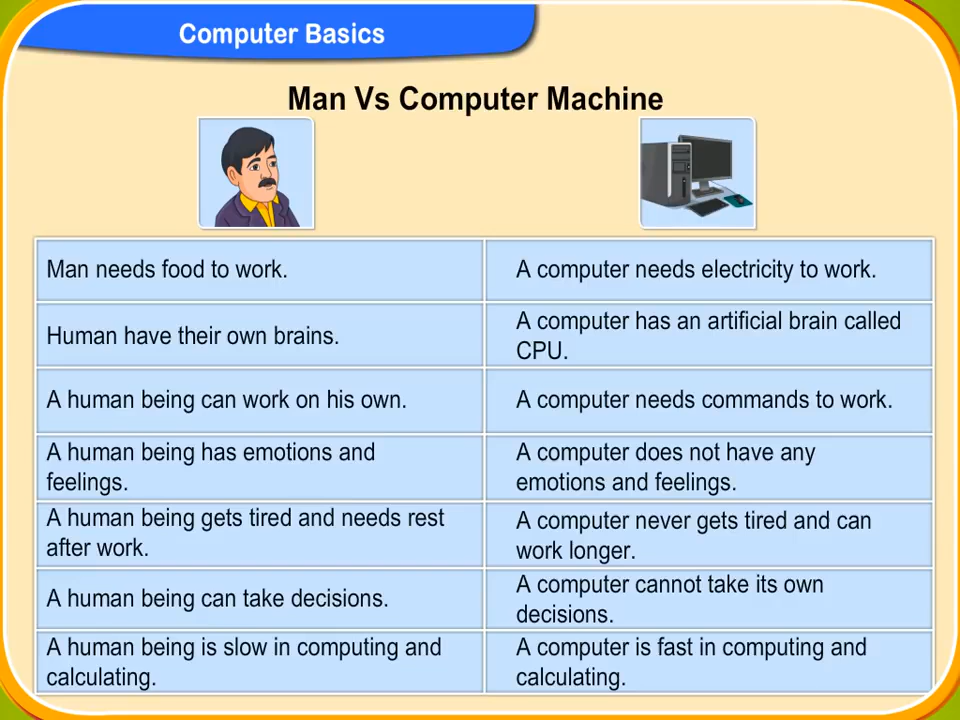 Computer Basics
Man Vs Computer Machine
Man needs food to work.
A computer needs electricity to work.
Human have their own brains.
A computer has an artificial brain called
CPU.
A human being can work on his own.
A computer needs commands to work.
A human being has emotions and
feelings.
A computer does not have any
emotions and feelings.
A human being gets tired and needs rest
after work.
A computer never gets tired and can
work longer.
A human being can take decisions.
A computer cannot take its own
decisions.
A human being is slow in computing and
calculating.
A computer is fast in computing and
calculating.